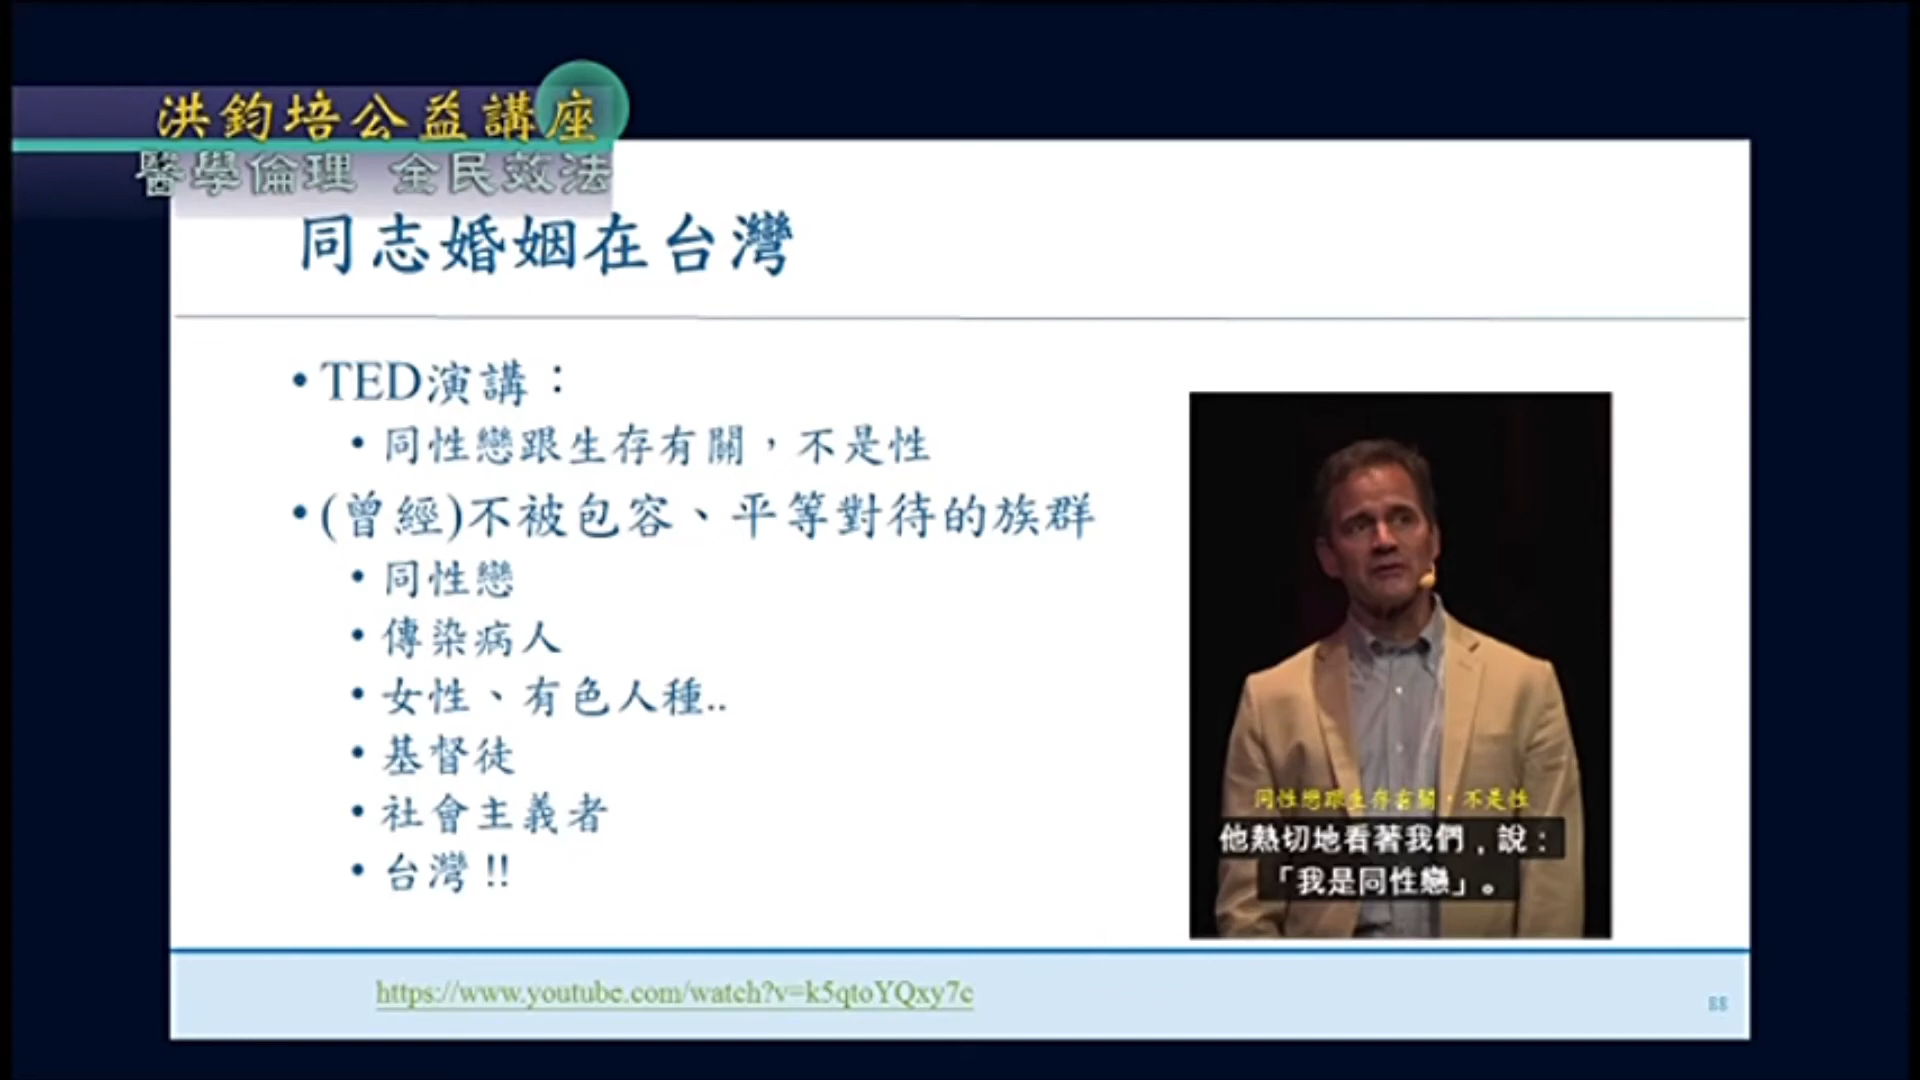 洪鈞培公益講座
醫學倫理 全民效法
同志婚姻在台灣
• TED演講：
• 同性戀跟生存有關，不是性
• (曾經)不被包容、平等對待的族群
• 同性戀
• 傳染病人
• 女性、有色人種..
• 基督徒
• 社會主義者
• 台灣!!
同性戀跟生存有關，不是性
他熱切地看著我們，說：
「我是同性戀」。
https://www.youtube.com/watch?v=k5qtoYQxy7c
88